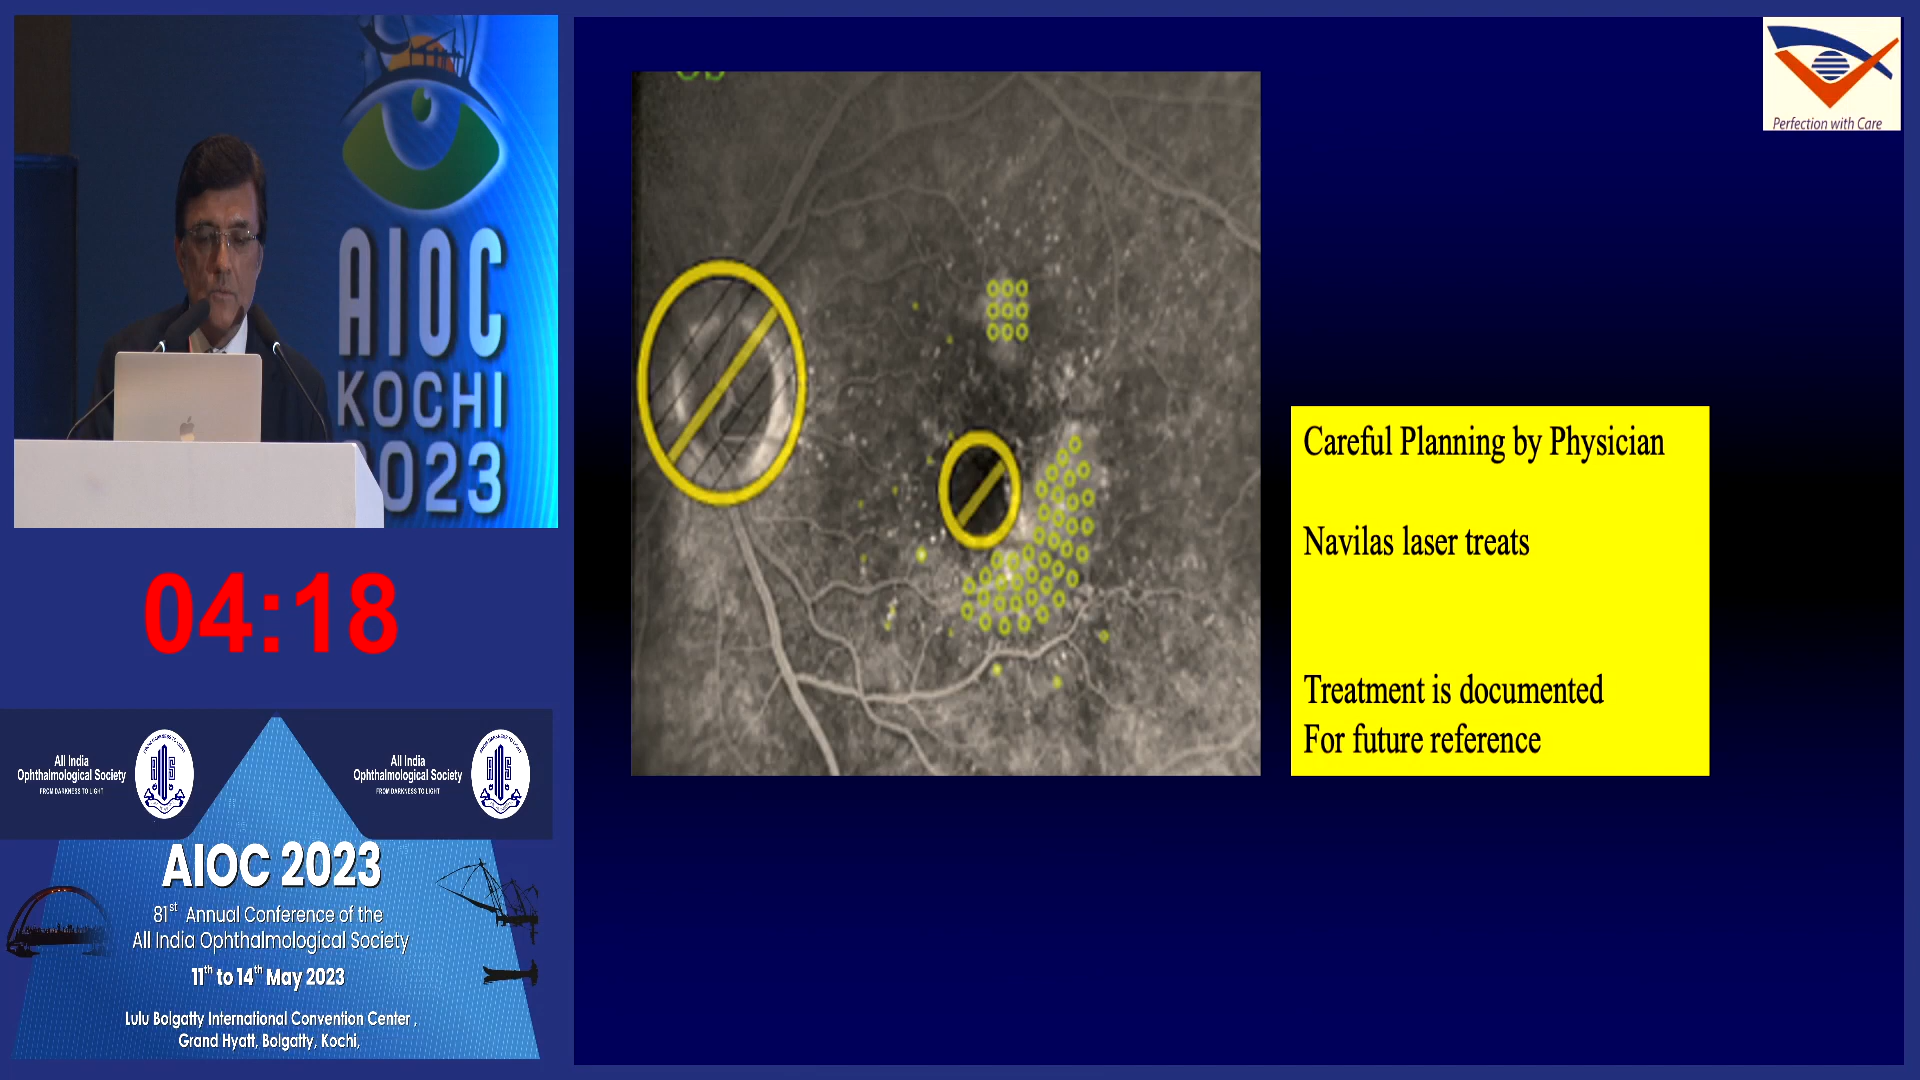 AIOC
KOCHI
2023
04:18
All India
Ophthalmological Society
FROM DARKNESS TO LIGHT
All India
Ophthalmological Society
FROM DARKNESS TO LIGHT
AIOC 2023
81st Annual Conference of the
All India Ophthalmological Society
11th to 14th May 2023
Lulu Bolgatty International Convention Center ,
Grand Hyatt, Bolgatty, Kochi,
Careful Planning by Physician
Navilas laser treats
Treatment is documented
For future reference
Perfection with Care